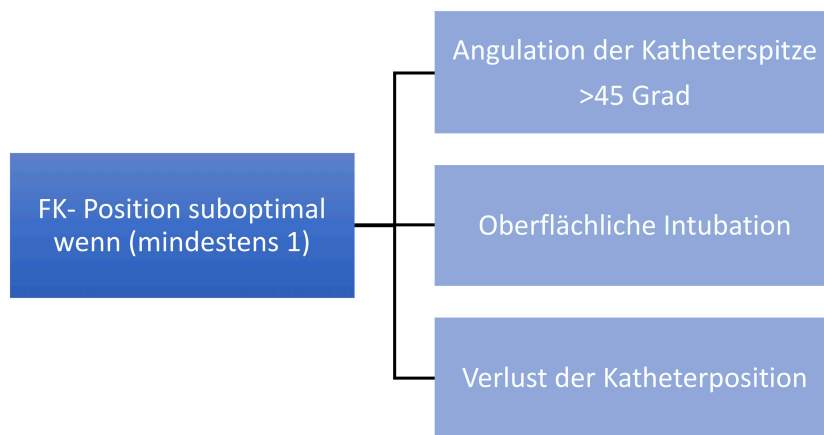 FK- Position suboptimal
wenn (mindestens 1)
Angulation der Katheterspitze
>45 Grad
Oberflächliche Intubation
Verlust der Katheterposition